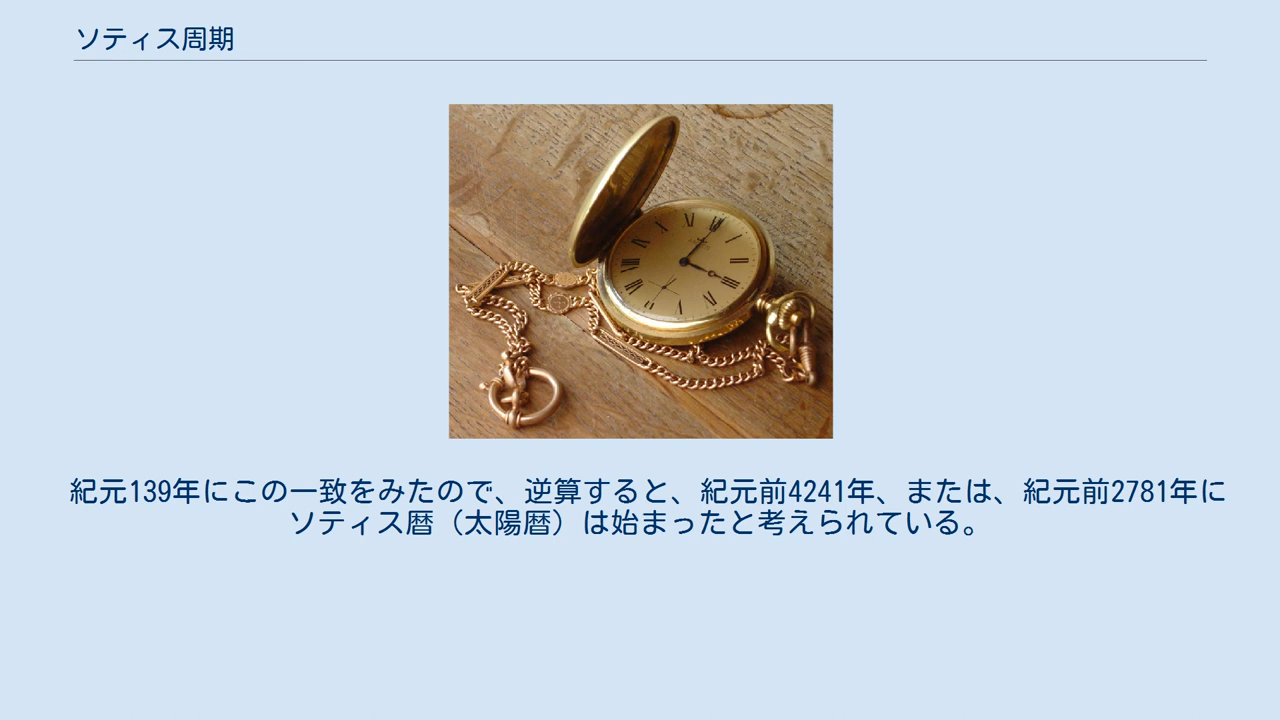 ソティス周期
紀元139年にこの一致をみたので、逆算すると、紀元前4241年、または、紀元前2781年に
ソティス暦（太陽暦）は始まったと考えられている。